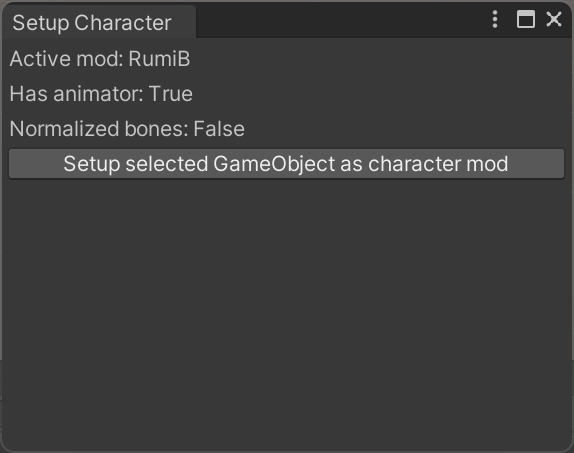 Setup Character
Active mod: RumiB
Has animator: True
Normalized bones: False
Setup selected GameObject as character mod